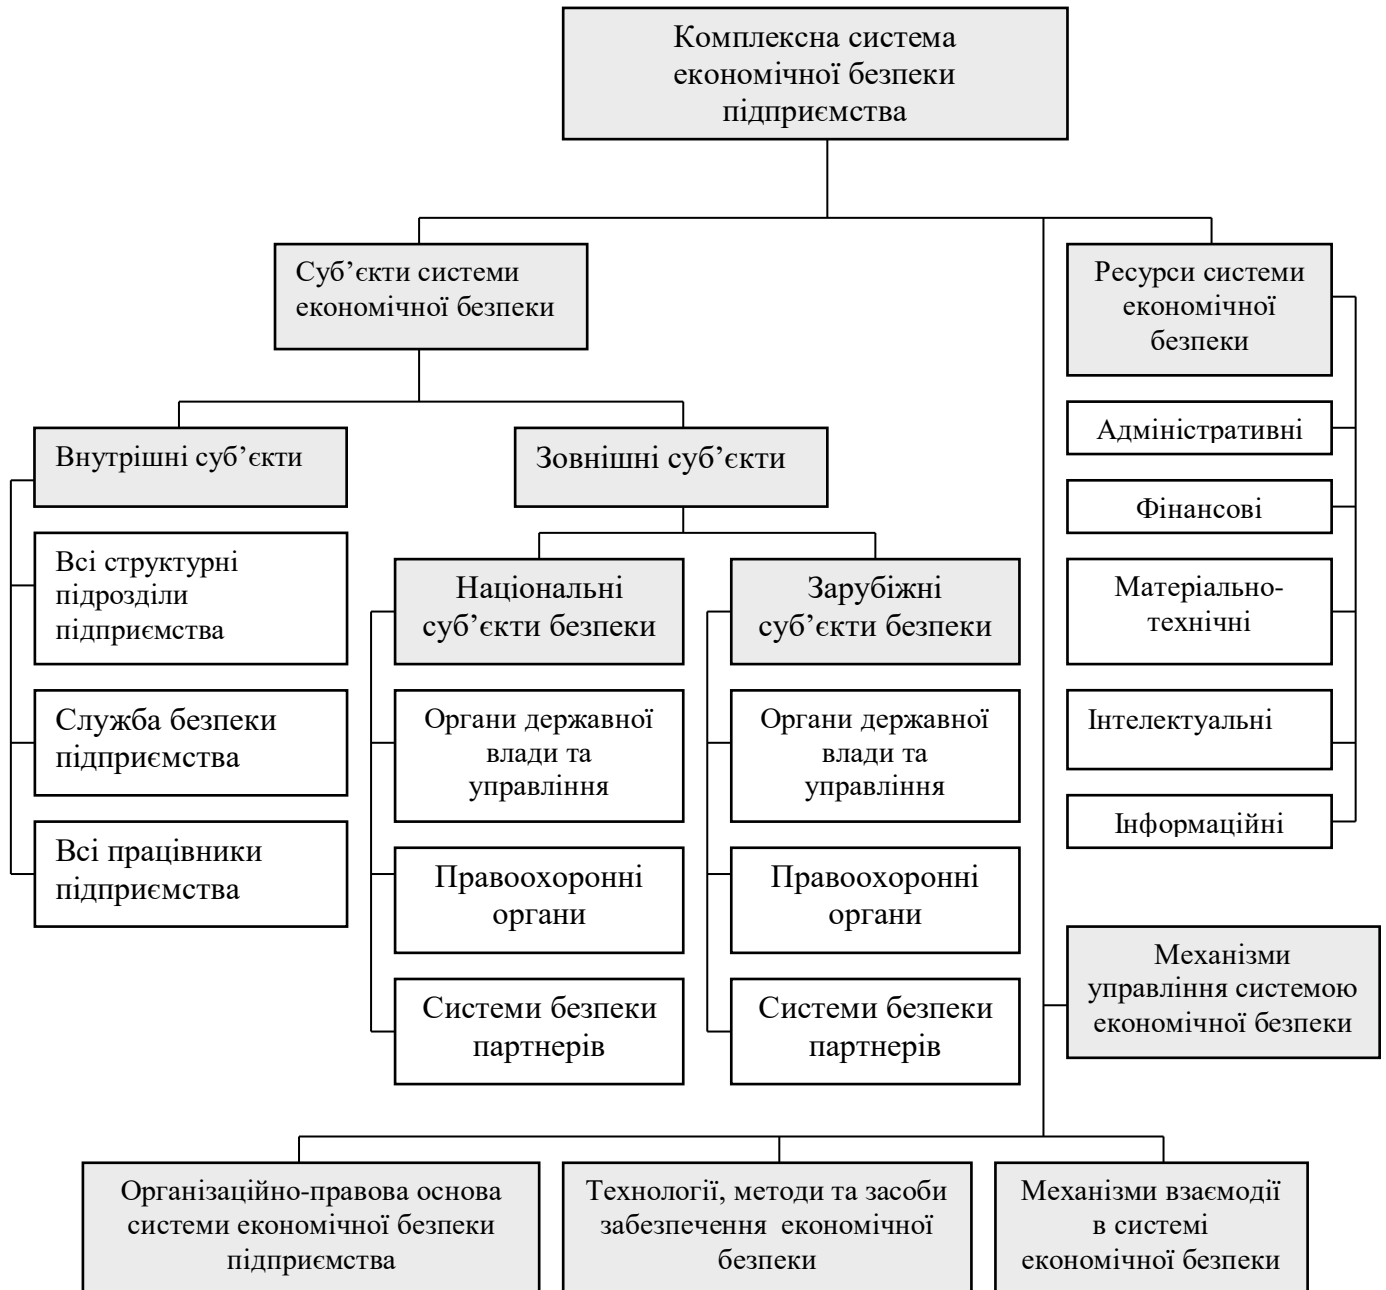 Комплексна система
економічної безпеки
підприємства
Суб’єкти системи
економічної безпеки
Ресурси системи
економічної
безпеки
Внутрішні суб’єкти
Зовнішні суб’єкти
Адміністративні
Фінансові
Матеріально-
технічні
Інтелектуальні
Інформаційні
Всі структурні
підрозділи
підприємства
Служба безпеки
підприємства
Всі працівники
підприємства
Національні
суб’єкти безпеки
Органи державної
влади та
управління
Правоохоронні
органи
Системи безпеки
партнерів
Зарубіжні
суб’єкти безпеки
Органи державної
влади та
управління
Правоохоронні
органи
Системи безпеки
партнерів
Механізми
управління системою
економічної безпеки
Організаційно-правова основа
системи економічної безпеки
підприємства
Технології, методи та засоби
забезпечення економічної
безпеки
Механізми взаємодії
в системі
економічної безпеки